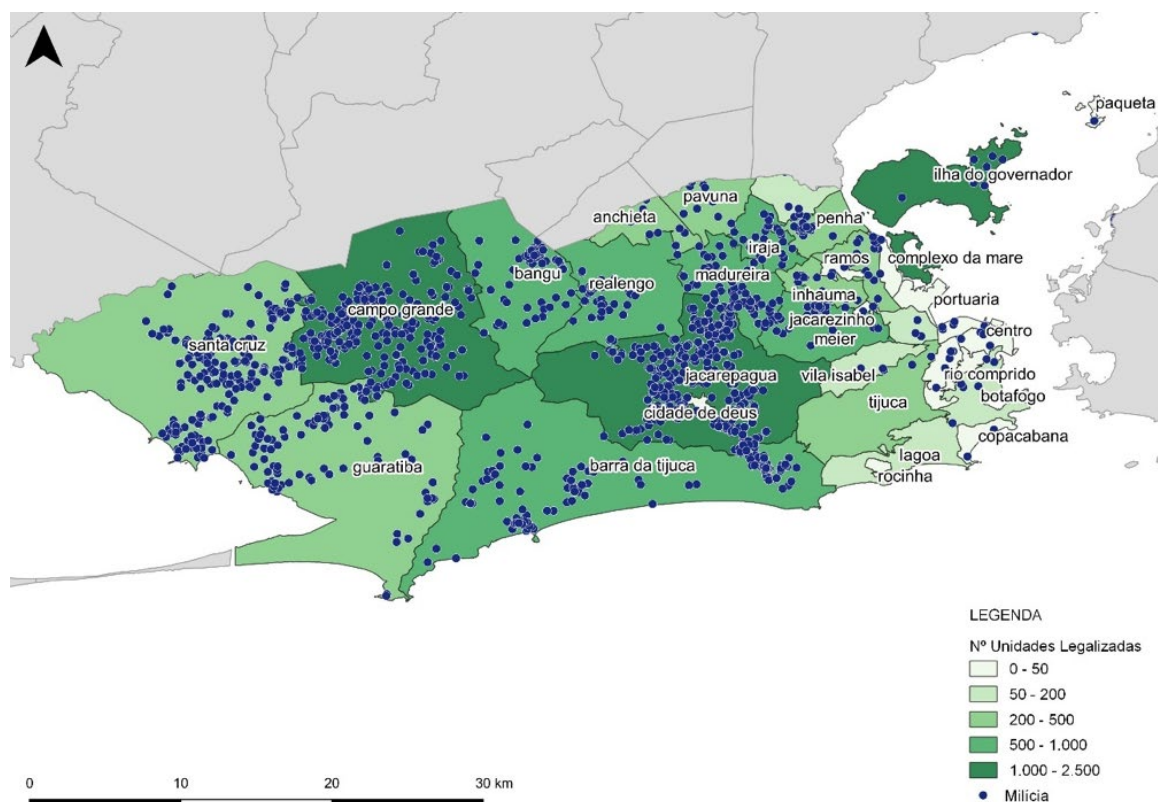 paqueta
ilha do governador
pavuna
anchieta
penha
iraja
ramos
complexo da mare
bangu
realengo
madureira
inhauma
portuaria
campo grande
jacarezinho
centro
santa cruz
meier
jacarepagua
vila isabel
rio comprido
cidade de deus
tijuca
botafogo
copacabana
guaratiba
barra da tijuca
lagoa
rocinha
LEGENDA
Nº Unidades Legalizadas
0 - 50
50 - 200
200 - 500
500 - 1.000
1.000 - 2.500
Milícia
0 10 20 30 km